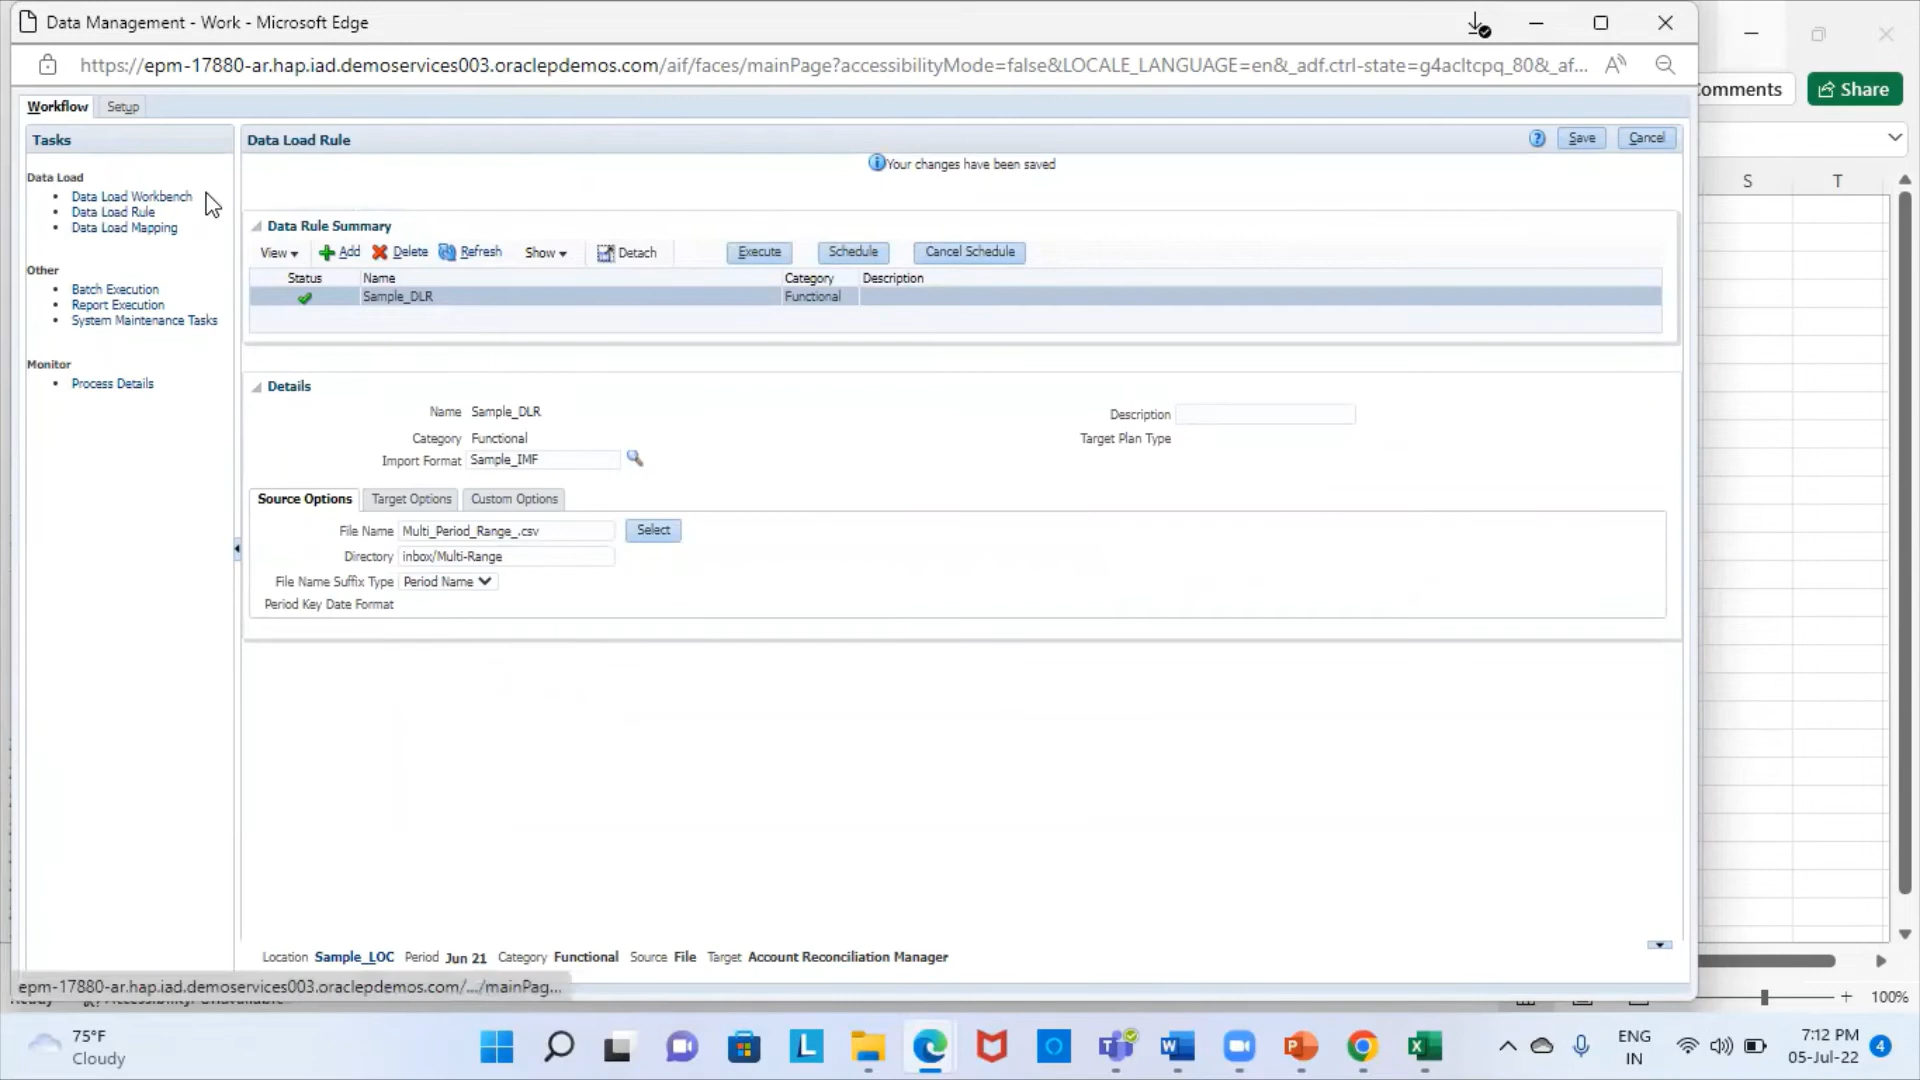 Data Management - Work - Microsoft Edge
https://epm-17880-ar.hap.iad.demoservices003.oraclepdemos.com/aif/faces/mainPage?accessibilityMode=false&LOCALE_LANGUAGE=en&_adf.ctrl-state=g4acltcpq_80&_af...
Comments
Share
Workflow Setup
Tasks
Data Load Rule
Save
Cancel
Your changes have been saved
Data Load
Data Load Workbench
Data Load Rule
Data Load Mapping
Other
Batch Execution
Report Execution
System Maintenance Tasks
Monitor
Process Details
Data Rule Summary
View Add Delete Refresh Show Detach Execute Schedule Cancel Schedule
Status Name Category Description
Sample_DLR Functional
Details
Name Sample_DLR
Description
Category Functional
Target Plan Type
Import Format Sample_IMF
Source Options Target Options Custom Options
File Name Multi_Period_Range_.csv Select
Directory inbox/Multi-Range
File Name Suffix Type Period Name
Period Key Date Format
Location Sample_LOC Period Jun 21 Category Functional Source File Target Account Reconciliation Manager
epm-17880-ar.hap.iad.demoservices003.oraclepdemos.com/.../mainPag...
S T
100%
75°F
Cloudy
ENG
IN
7:12 PM
05-Jul-22
4